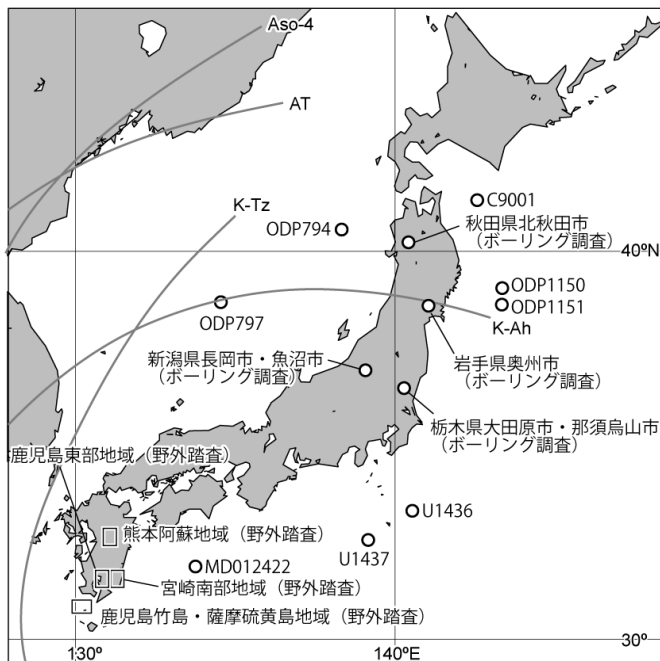 Aso-4
AT
K-Tz
C9001
ODP794
秋田県北秋田市
（ボーリング調査）
40ºN
ODP1150
ODP1151
ODP797
K-Ah
新潟県長岡市・魚沼市
（ボーリング調査）
岩手県奥州市
（ボーリング調査）
栃木県大田原市・那須烏山市
（ボーリング調査）
鹿児島東部地域（野外踏査）
U1436
熊本阿蘇地域（野外踏査）
U1437
MD012422
宮崎南部地域（野外踏査）
鹿児島竹島・薩摩硫黄島地域（野外踏査）
30º
130º
140ºE